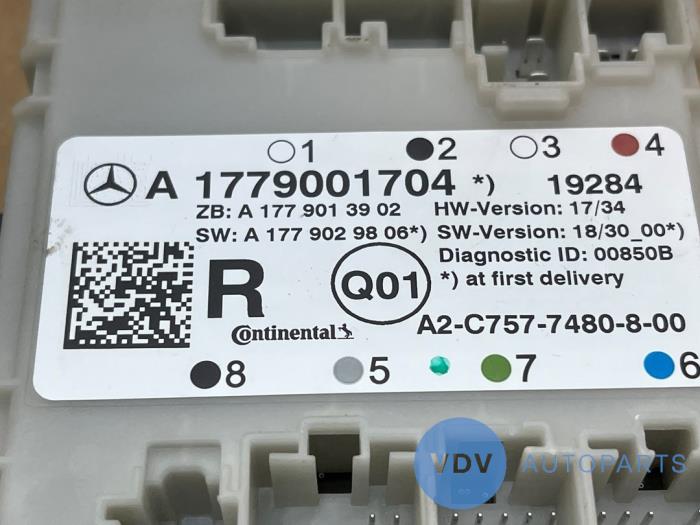 1 2 3 4
A 1779001704 *) 19284
ZB: A 177 901 39 02 HW-Version: 17/34
SW: A 177 902 98 06*) SW-Version: 18/30_00*)
Diagnostic ID: 00850B
R Q01 *) at first delivery
Continental A2-C757-7480-8-00
8 5 7 6
VDV AUTOPARTS